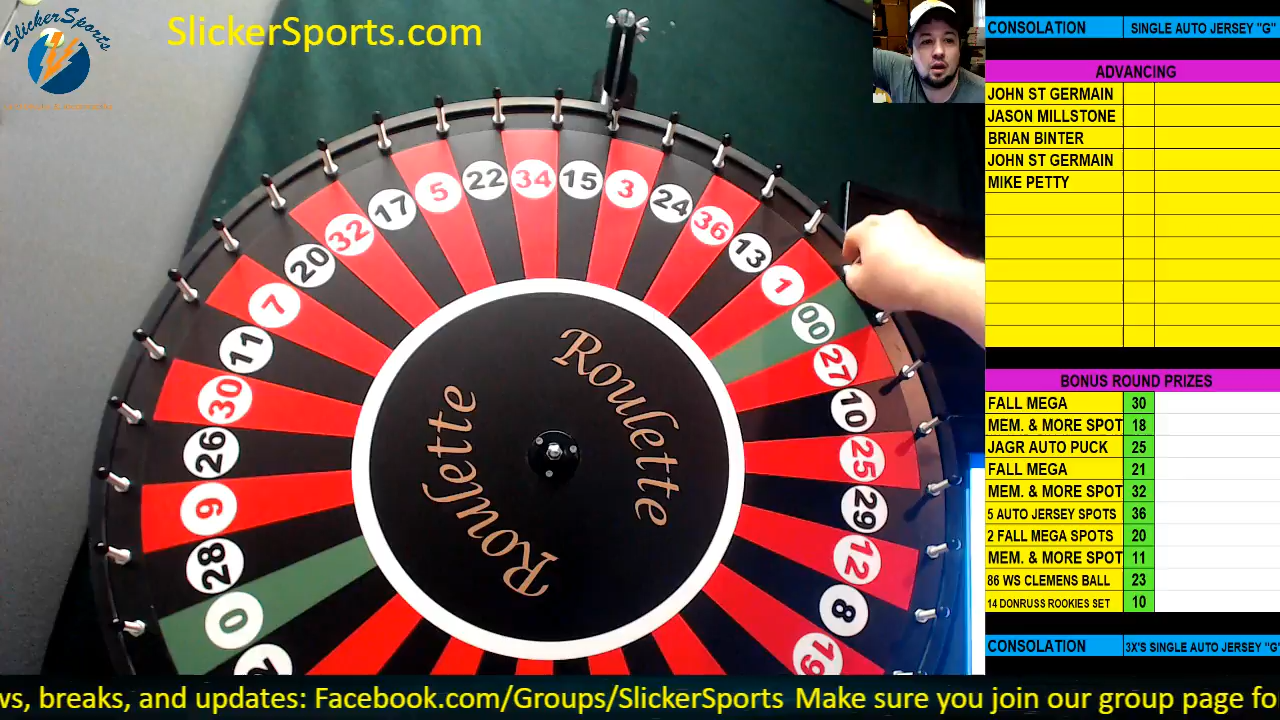 SlickerSports
SlickerSports.com
CONSOLATION SINGLE AUTO JERSEY "G"
ADVANCING
JOHN ST GERMAIN
JASON MILLSTONE
BRIAN BINTER
JOHN ST GERMAIN
MIKE PETTY
BONUS ROUND PRIZES
FALL MEGA 30
MEM. & MORE SPOT 18
JAGR AUTO PUCK 25
FALL MEGA 21
MEM. & MORE SPOT 32
5 AUTO JERSEY SPOTS 36
2 FALL MEGA SPOTS 20
MEM. & MORE SPOT 11
86 WS CLEMENS BALL 23
14 DONRUSS ROOKIES SET 10
CONSOLATION 3X'S SINGLE AUTO JERSEY "G"
0
28
9
26
30
11
7
20
32
17
5
22
34
15
3
24
36
13
1
00
27
10
25
29
12
8
19
Roulette
Roulette
ws, breaks, and updates: Facebook.com/Groups/SlickerSports Make sure you join our group page fo